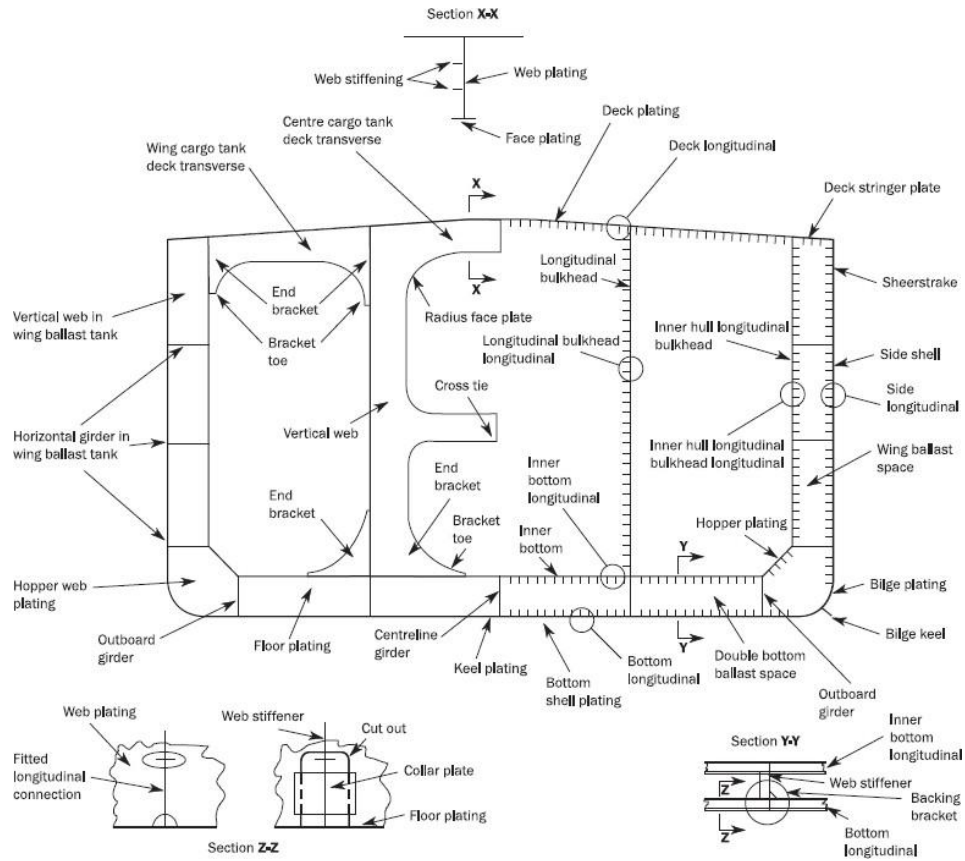 Section X-X
Web stiffening
Web plating
Face plating
Centre cargo tank
deck transverse
Wing cargo tank
deck transverse
Deck plating
Deck longitudinal
Deck stringer plate
X
X
Vertical web in
wing ballast tank
End
bracket
Bracket
toe
Radius face plate
Longitudinal
bulkhead
Longitudinal bulkhead
longitudinal
Inner hull longitudinal
bulkhead
Sheerstrake
Side shell
Side
longitudinal
Horizontal girder in
wing ballast tank
Cross tie
Vertical web
Inner hull longitudinal
bulkhead longitudinal
Wing ballast
space
End
bracket
End
bracket
Bracket
toe
Inner
bottom
longitudinal
Inner
bottom
Hopper plating
Y
Y
Hopper web
plating
Outboard
girder
Floor plating
Centreline
girder
Keel plating
Bottom
shell plating
Bottom
longitudinal
Double bottom
ballast space
Outboard
girder
Bilge plating
Bilge keel
Web plating
Fitted
longitudinal
connection
Web stiffener
Cut out
Collar plate
Floor plating
Section Z-Z
Section Y-Y
Inner
bottom
longitudinal
Web stiffener
Backing
bracket
Bottom
longitudinal
Z
Z